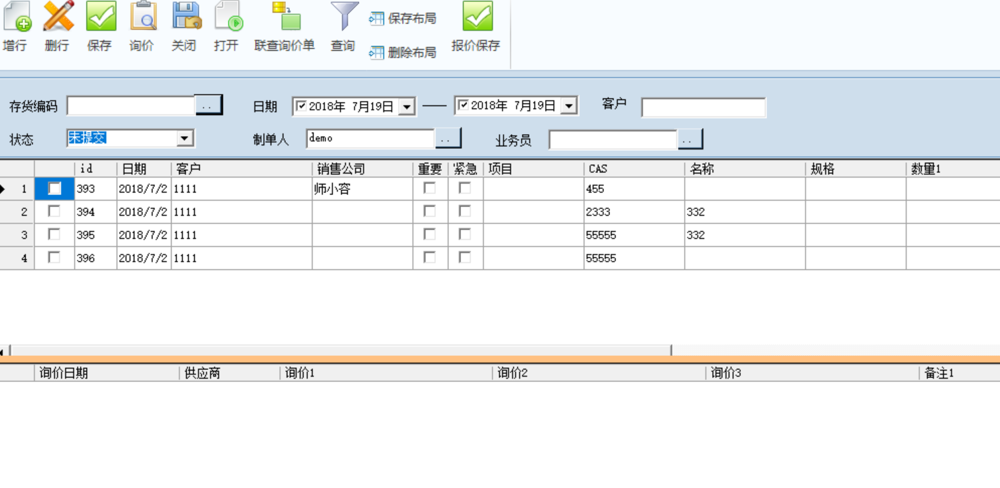 增行 删行 保存 询价 关闭 打开 联查询价单 查询 保存布局 删除布局 报价保存
存货编码 .. 日期 2018年 7月19日 —— 2018年 7月19日 客户
状态 未提交 制单人 demo .. 业务员 ..
id 日期 客户 销售公司 重要 紧急 项目 CAS 名称 规格 数量1
1 393 2018/7/2 1111 师小容 455
2 394 2018/7/2 1111 2333 332
3 395 2018/7/2 1111 55555 332
4 396 2018/7/2 1111 55555
询价日期 供应商 询价1 询价2 询价3 备注1